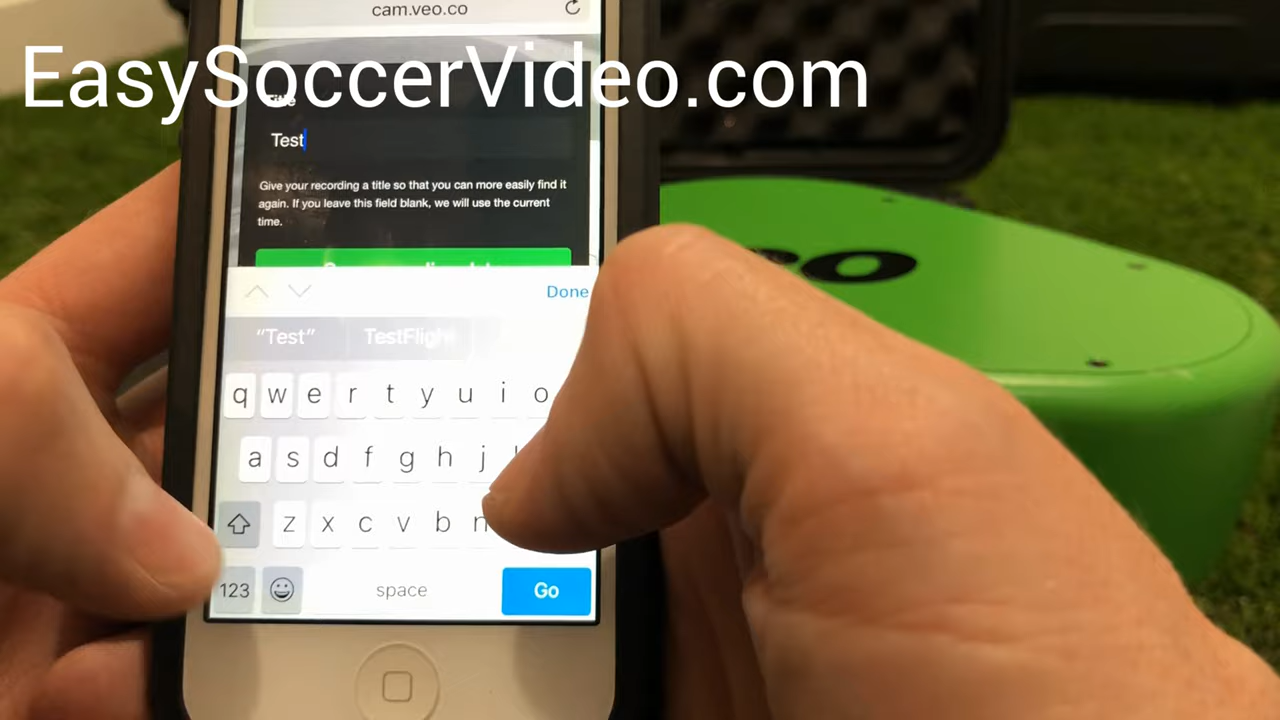 cam.veo.co
EasySoccerVideo.com
Title
Test
Give your recording a title so that you can more easily find it
again. If you leave this field blank, we will use the current
time.
Done
“Test” TestFlight
q w e r t y u i o
a s d f g h j
z x c v b n
123 space Go